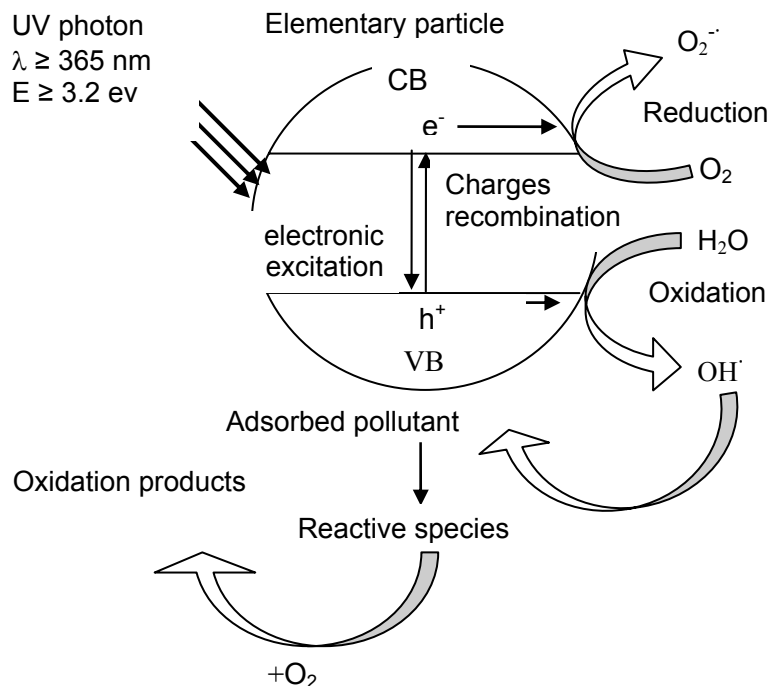 UV photon
λ ≥ 365 nm
E ≥ 3.2 ev
Elementary particle
CB
e⁻
O₂⁻·
Reduction
O₂
Charges
recombination
electronic
excitation
H₂O
Oxidation
h⁺
VB
OH·
Adsorbed pollutant
Oxidation products
Reactive species
+O₂